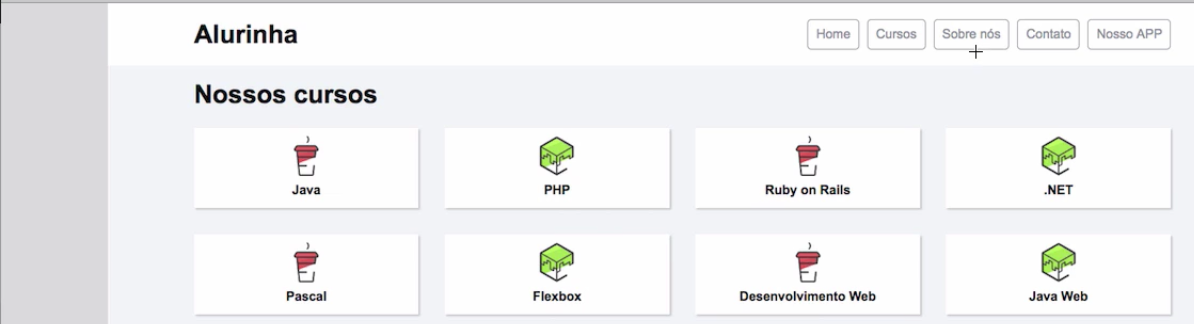 Alurinha
Home Cursos Sobre nós Contato Nosso APP
Nossos cursos
Java PHP Ruby on Rails .NET
Pascal Flexbox Desenvolvimento Web Java Web